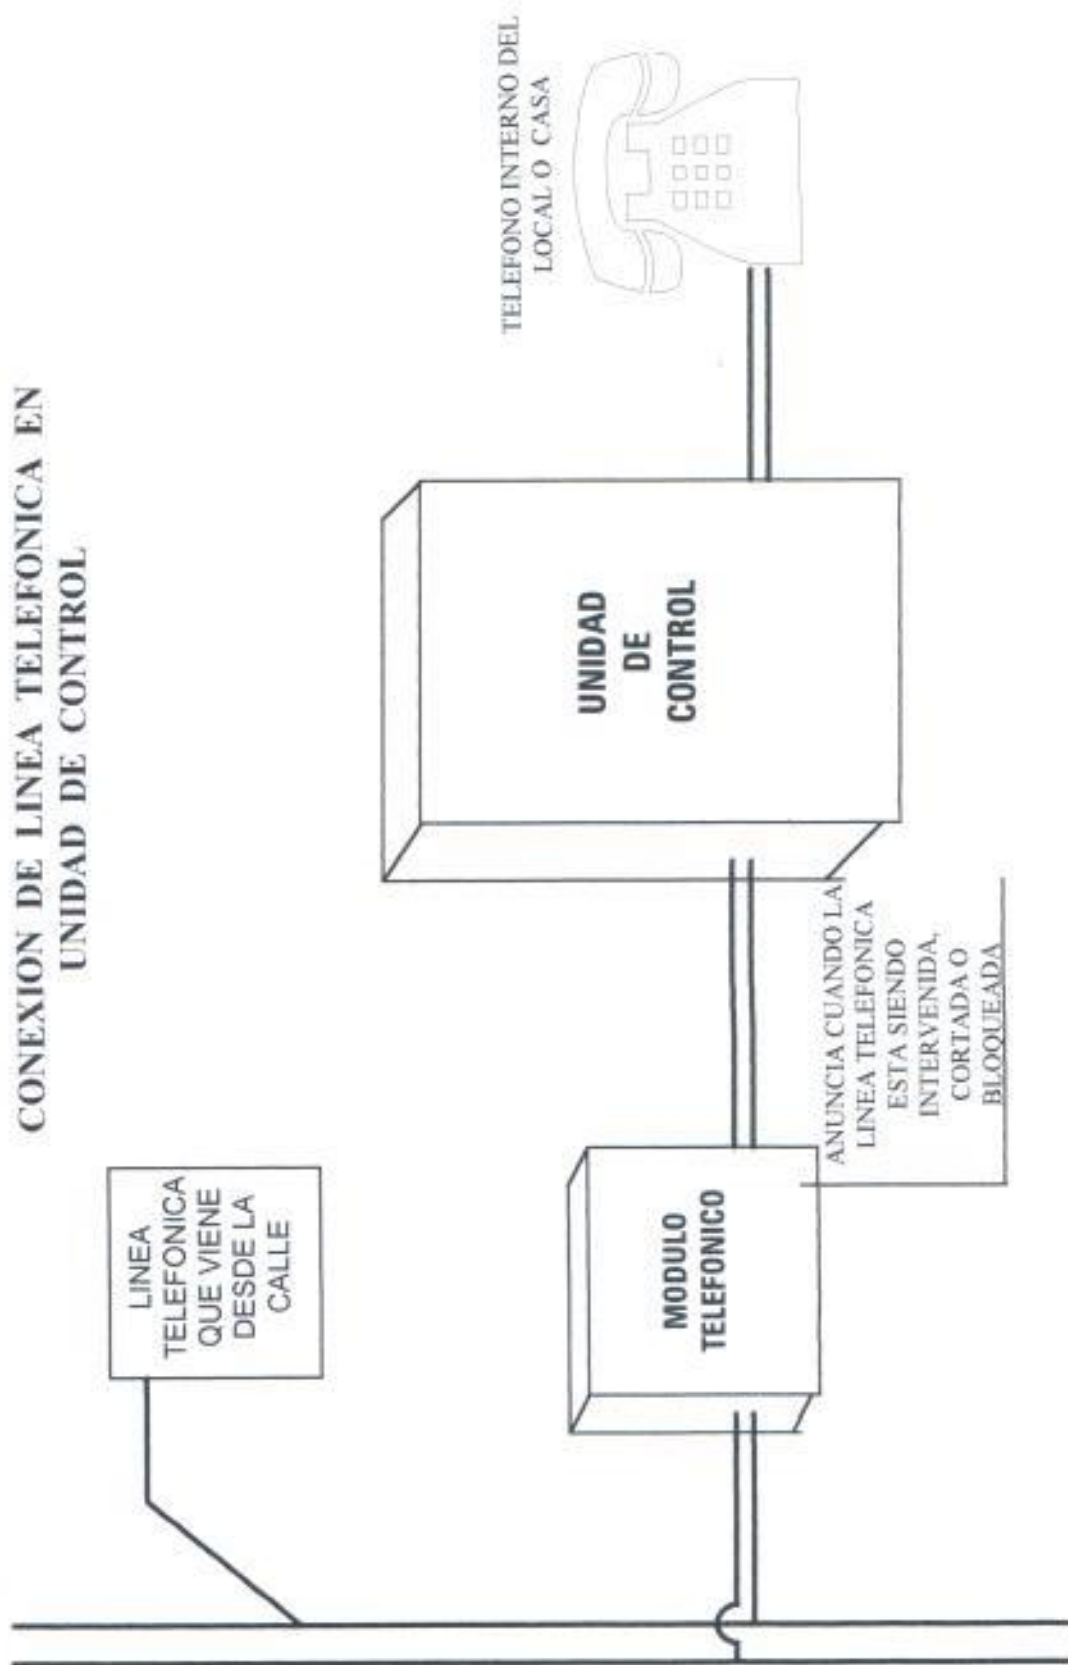 CONEXION DE LINEA TELEFONICA EN
UNIDAD DE CONTROL
LINEA
TELEFONICA
QUE VIENE
DESDE LA
CALLE
MODULO
TELEFONICO
ANUNCIA CUANDO LA
LINEA TELEFONICA
ESTA SIENDO
INTERVENIDA,
CORTADA O
BLOQUEADA
UNIDAD
DE
CONTROL
TELEFONO INTERNO DEL
LOCAL O CASA